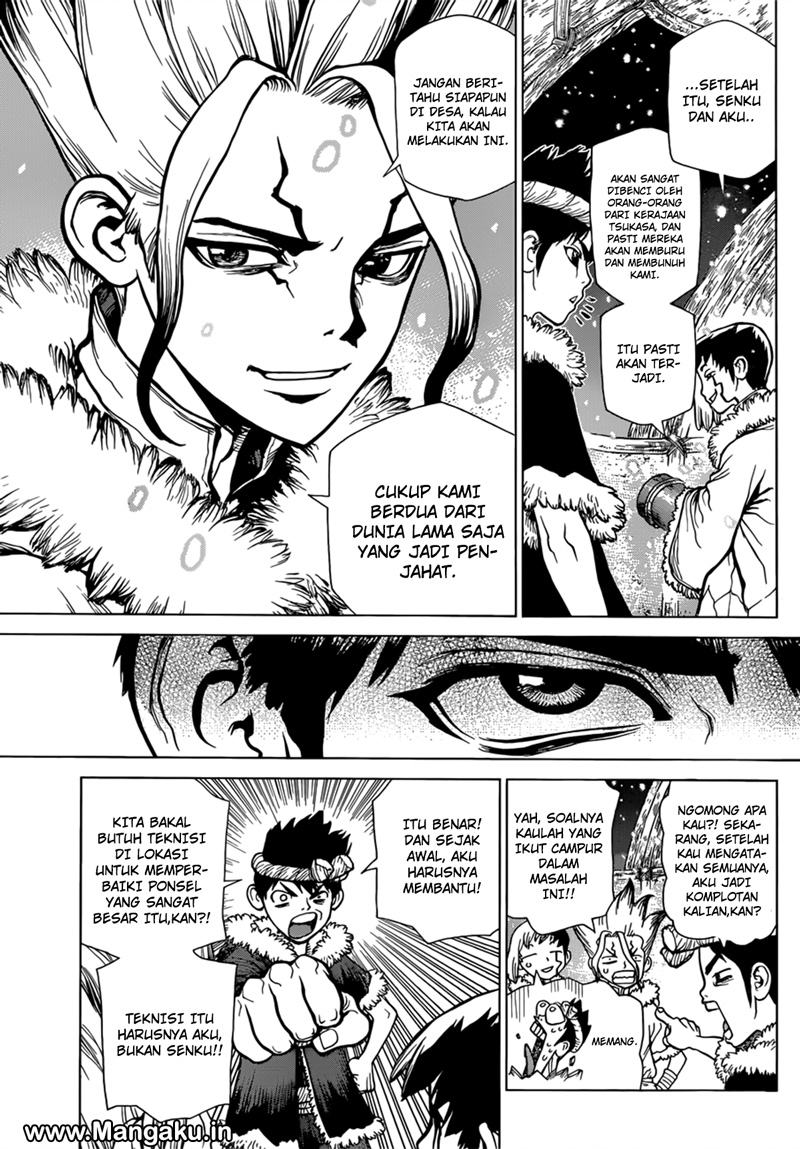 ...SETELAH
ITU, SENKU
DAN AKU..
AKAN SANGAT
DIBENCI OLEH
ORANG-ORANG
DARI KERAJAAN
TSUKASA, DAN
PASTI MEREKA
AKAN MEMBURU
DAN MEMBUNUH
KAMI.
ITU PASTI
AKAN TER-
JADI.
JANGAN BERI-
TAHU SIAPAPUN
DI DESA, KALAU
KITA AKAN
MELAKUKAN INI.
CUKUP KAMI
BERDUA DARI
DUNIA LAMA SAJA
YANG JADI PEN-
JAHAT.
NGOMONG APA
KAU?! SEKA-
RANG, SETELAH
KAU MENGATA-
KAN SEMUANYA,
AKU JADI
KOMPLOTAN
KALIAN,KAN?
YAH, SOALNYA
KAULAH YANG
IKUT CAMPUR
DALAM
MASALAH
INI!!
MEMANG.
ITU BENAR!
DAN SEJAK
AWAL, AKU
HARUSNYA
MEMBANTU!
KITA BAKAL
BUTUH TEKNISI
DI LOKASI
UNTUK MEMPER-
BAIKI PONSEL
YANG SANGAT
BESAR ITU,KAN?!
TEKNISI ITU
HARUSNYA AKU,
BUKAN SENKU!!
www.Mangaku.in